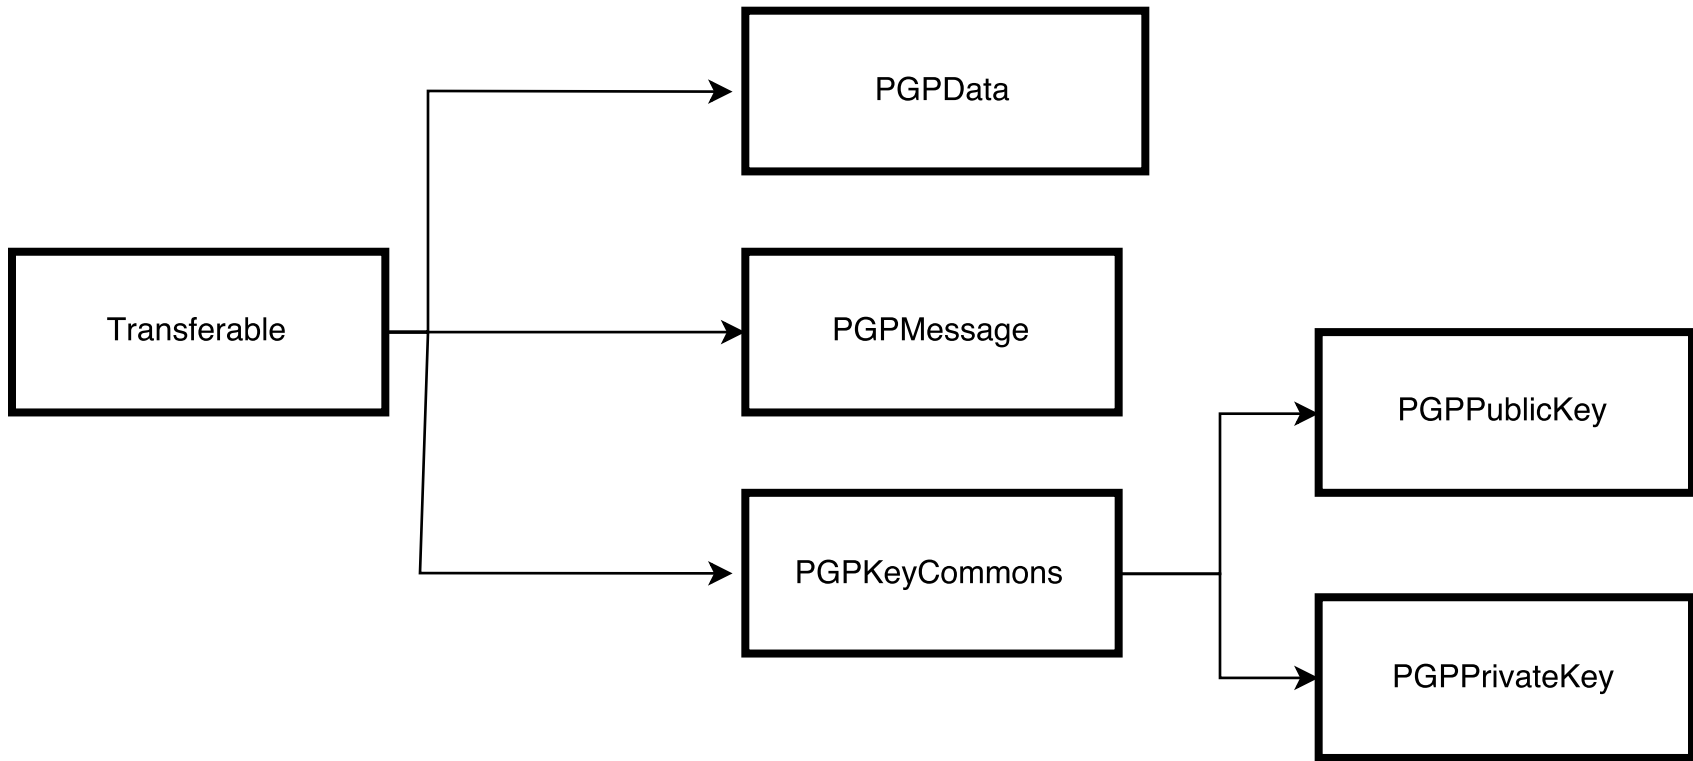 PGPData
Transferable
PGPMessage
PGPPublicKey
PGPKeyCommons
PGPPrivateKey